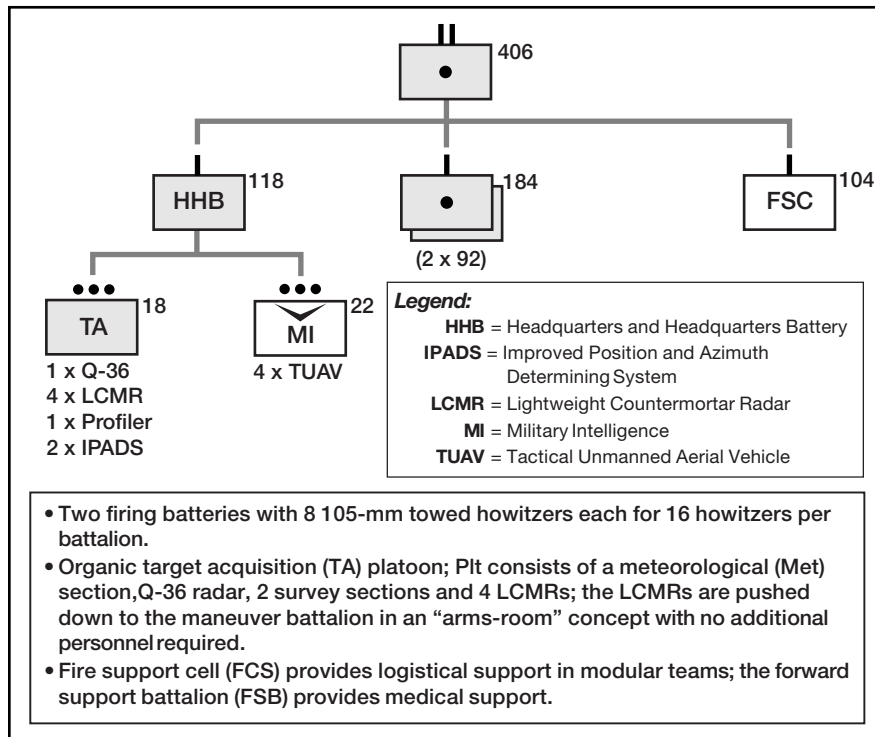 406
118
HHB
184
(2 x 92)
104
FSC
18
TA
1 x Q-36
4 x LCMR
1 x Profiler
2 x IPADS
22
MI
4 x TUAV
Legend:
HHB = Headquarters and Headquarters Battery
IPADS = Improved Position and Azimuth
Determining System
LCMR = Lightweight Countermortar Radar
MI = Military Intelligence
TUAV = Tactical Unmanned Aerial Vehicle
• Two firing batteries with 8 105-mm towed howitzers each for 16 howitzers per
battalion.
• Organic target acquisition (TA) platoon; Plt consists of a meteorological (Met)
section,Q-36 radar, 2 survey sections and 4 LCMRs; the LCMRs are pushed
down to the maneuver battalion in an “arms-room” concept with no additional
personnel required.
• Fire support cell (FCS) provides logistical support in modular teams; the forward
support battalion (FSB) provides medical support.